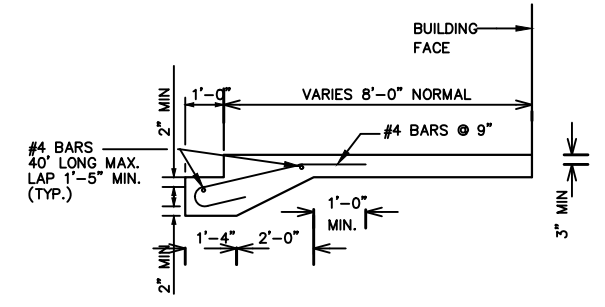 BUILDING
FACE
1'-0"
VARIES 8'-0" NORMAL
2" MIN
#4 BARS @ 9"
#4 BARS
40' LONG MAX.
LAP 1'-5" MIN.
(TYP.)
1'-0"
MIN.
3" MIN
1'-4"
2'-0"
2" MIN